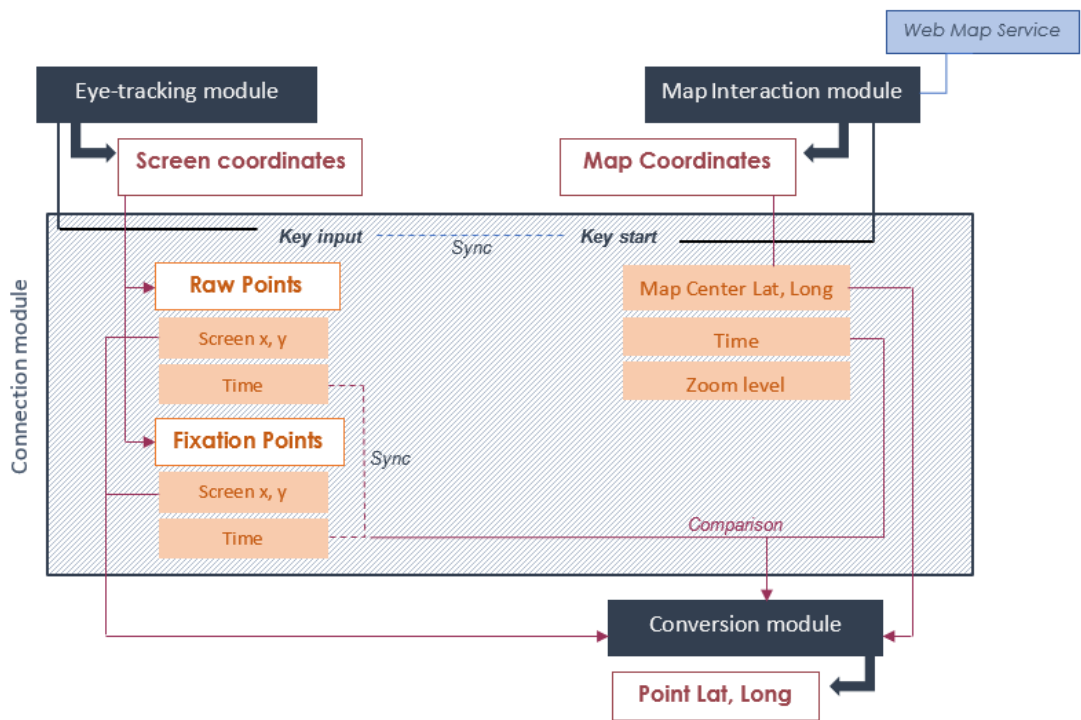 Web Map Service
Eye-tracking module
Map Interaction module
Screen coordinates
Map Coordinates
Key input
Sync
Key start
Raw Points
Screen x, y
Time
Fixation Points
Screen x, y
Time
Sync
Map Center Lat, Long
Time
Zoom level
Comparison
Connection module
Conversion module
Point Lat, Long